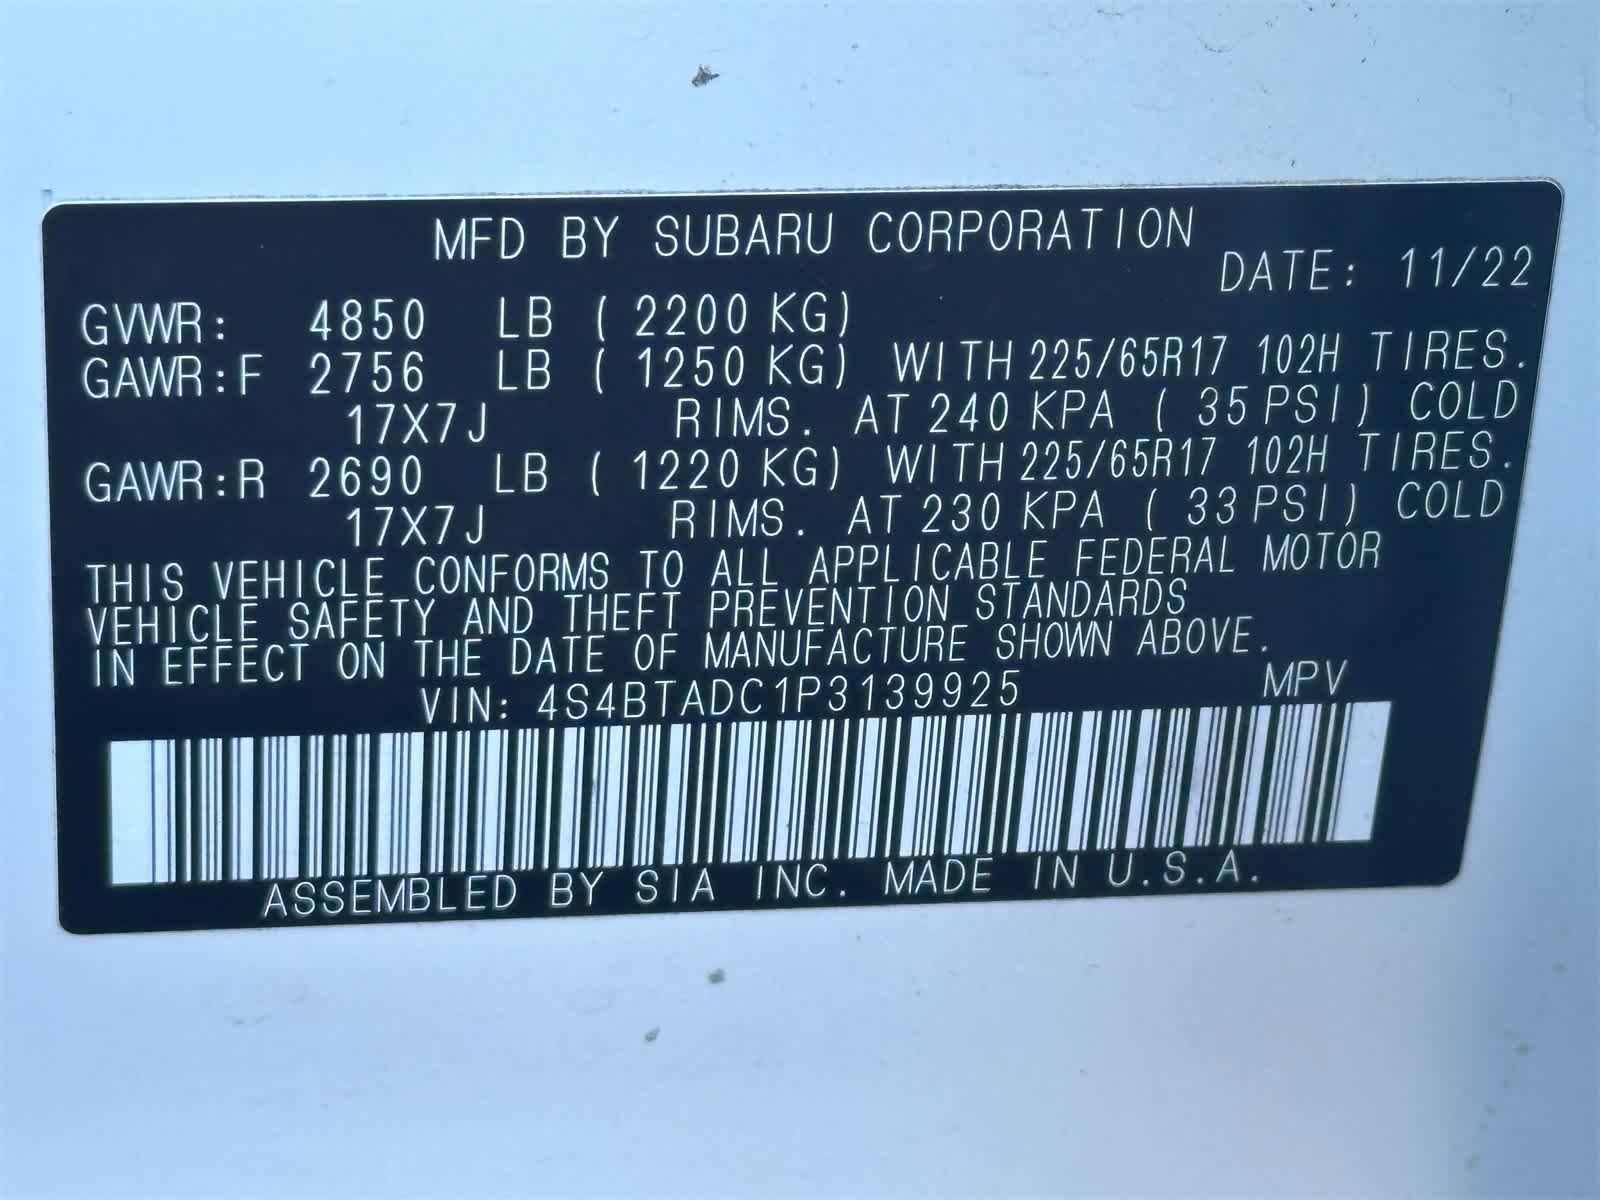 MFD BY SUBARU CORPORATION
DATE: 11/22
GVWR: 4850 LB ( 2200 KG)
GAWR:F 2756 LB ( 1250 KG) WITH 225/65R17 102H TIRES.
17X7J RIMS. AT 240 KPA ( 35 PSI) COLD
GAWR:R 2690 LB ( 1220 KG) WITH 225/65R17 102H TIRES.
17X7J RIMS. AT 230 KPA ( 33 PSI) COLD
THIS VEHICLE CONFORMS TO ALL APPLICABLE FEDERAL MOTOR
VEHICLE SAFETY AND THEFT PREVENTION STANDARDS
IN EFFECT ON THE DATE OF MANUFACTURE SHOWN ABOVE.
VIN: 4S4BTADC1P3139925 MPV
ASSEMBLED BY SIA INC. MADE IN U.S.A.